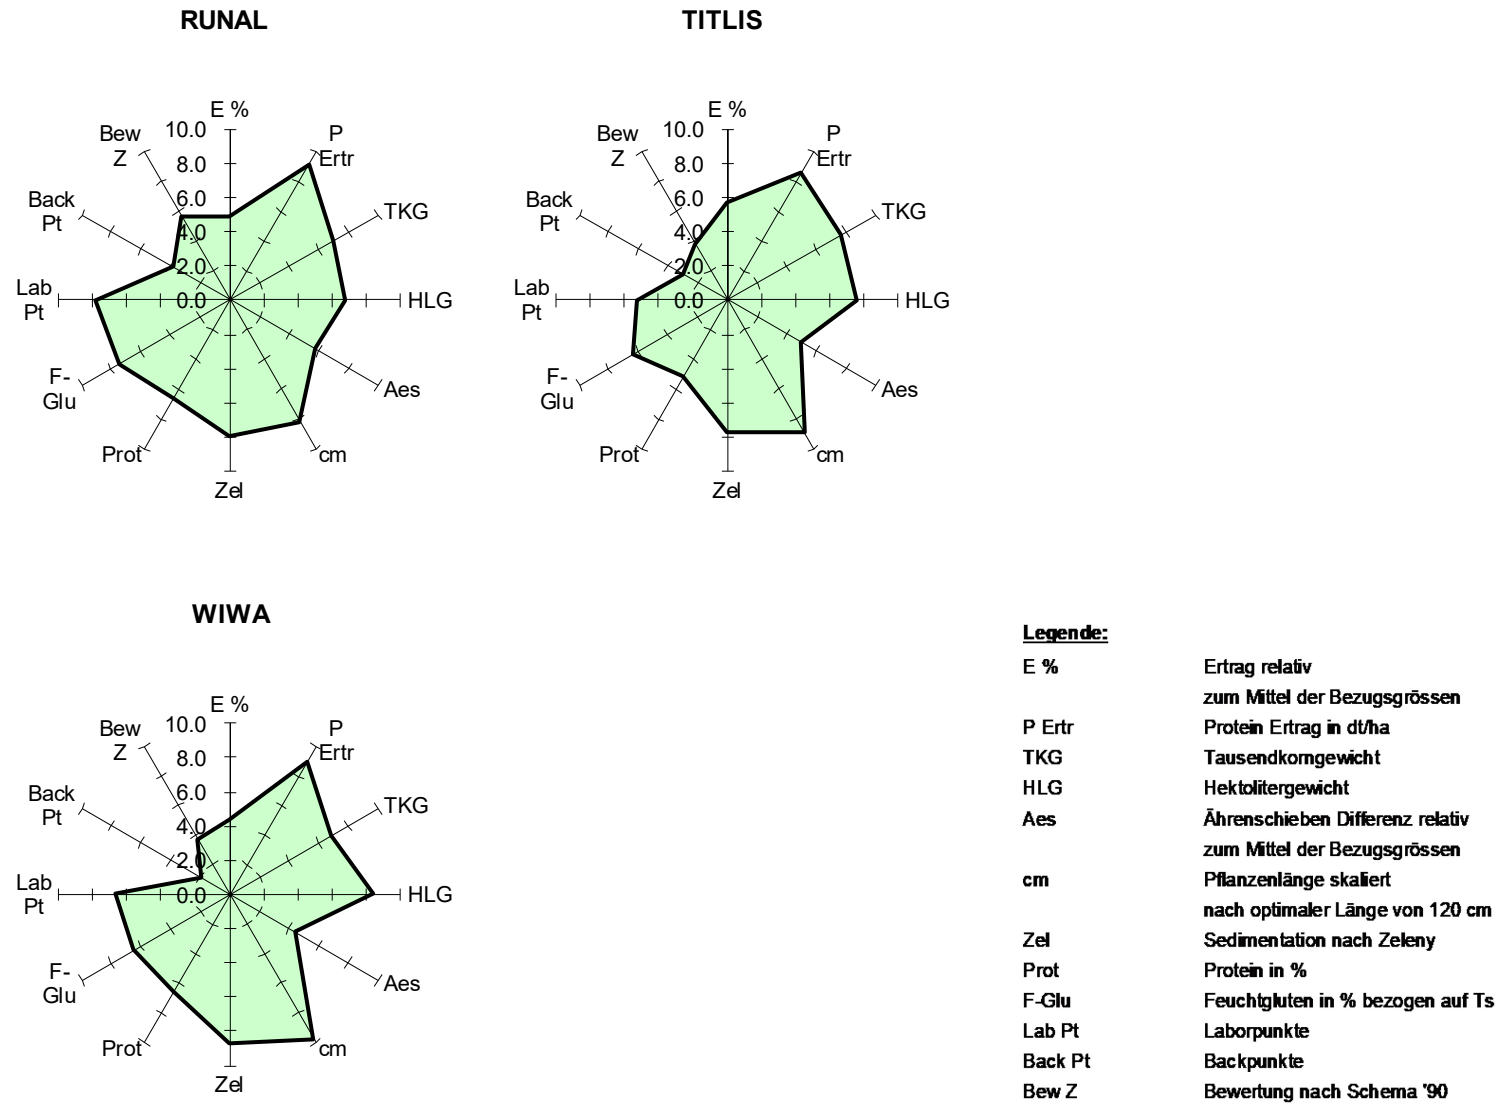 RUNAL
E %
10.0
8.0
6.0
4.0
2.0
0.0
P
Ertr
TKG
HLG
Aes
cm
Zel
Prot
F-
Glu
Lab
Pt
Back
Pt
Bew
Z
TITLIS
E %
10.0
8.0
6.0
4.0
2.0
0.0
P
Ertr
TKG
HLG
Aes
cm
Zel
Prot
F-
Glu
Lab
Pt
Back
Pt
Bew
Z
WIWA
E %
10.0
8.0
6.0
4.0
2.0
0.0
P
Ertr
TKG
HLG
Aes
cm
Zel
Prot
F-
Glu
Lab
Pt
Back
Pt
Bew
Z
Legende:
E % Ertrag relativ
zum Mittel der Bezugsgrössen
P Ertr Protein Ertrag in dt/ha
TKG Tausendkorngewicht
HLG Hektolitergewicht
Aes Ährenschieben Differenz relativ
zum Mittel der Bezugsgrössen
cm Pflanzenlänge skaliert
nach optimaler Länge von 120 cm
Zel Sedimentation nach Zeleny
Prot Protein in %
F-Glu Feuchtgluten in % bezogen auf Ts
Lab Pt Laborpunkte
Back Pt Backpunkte
Bew Z Bewertung nach Schema '90